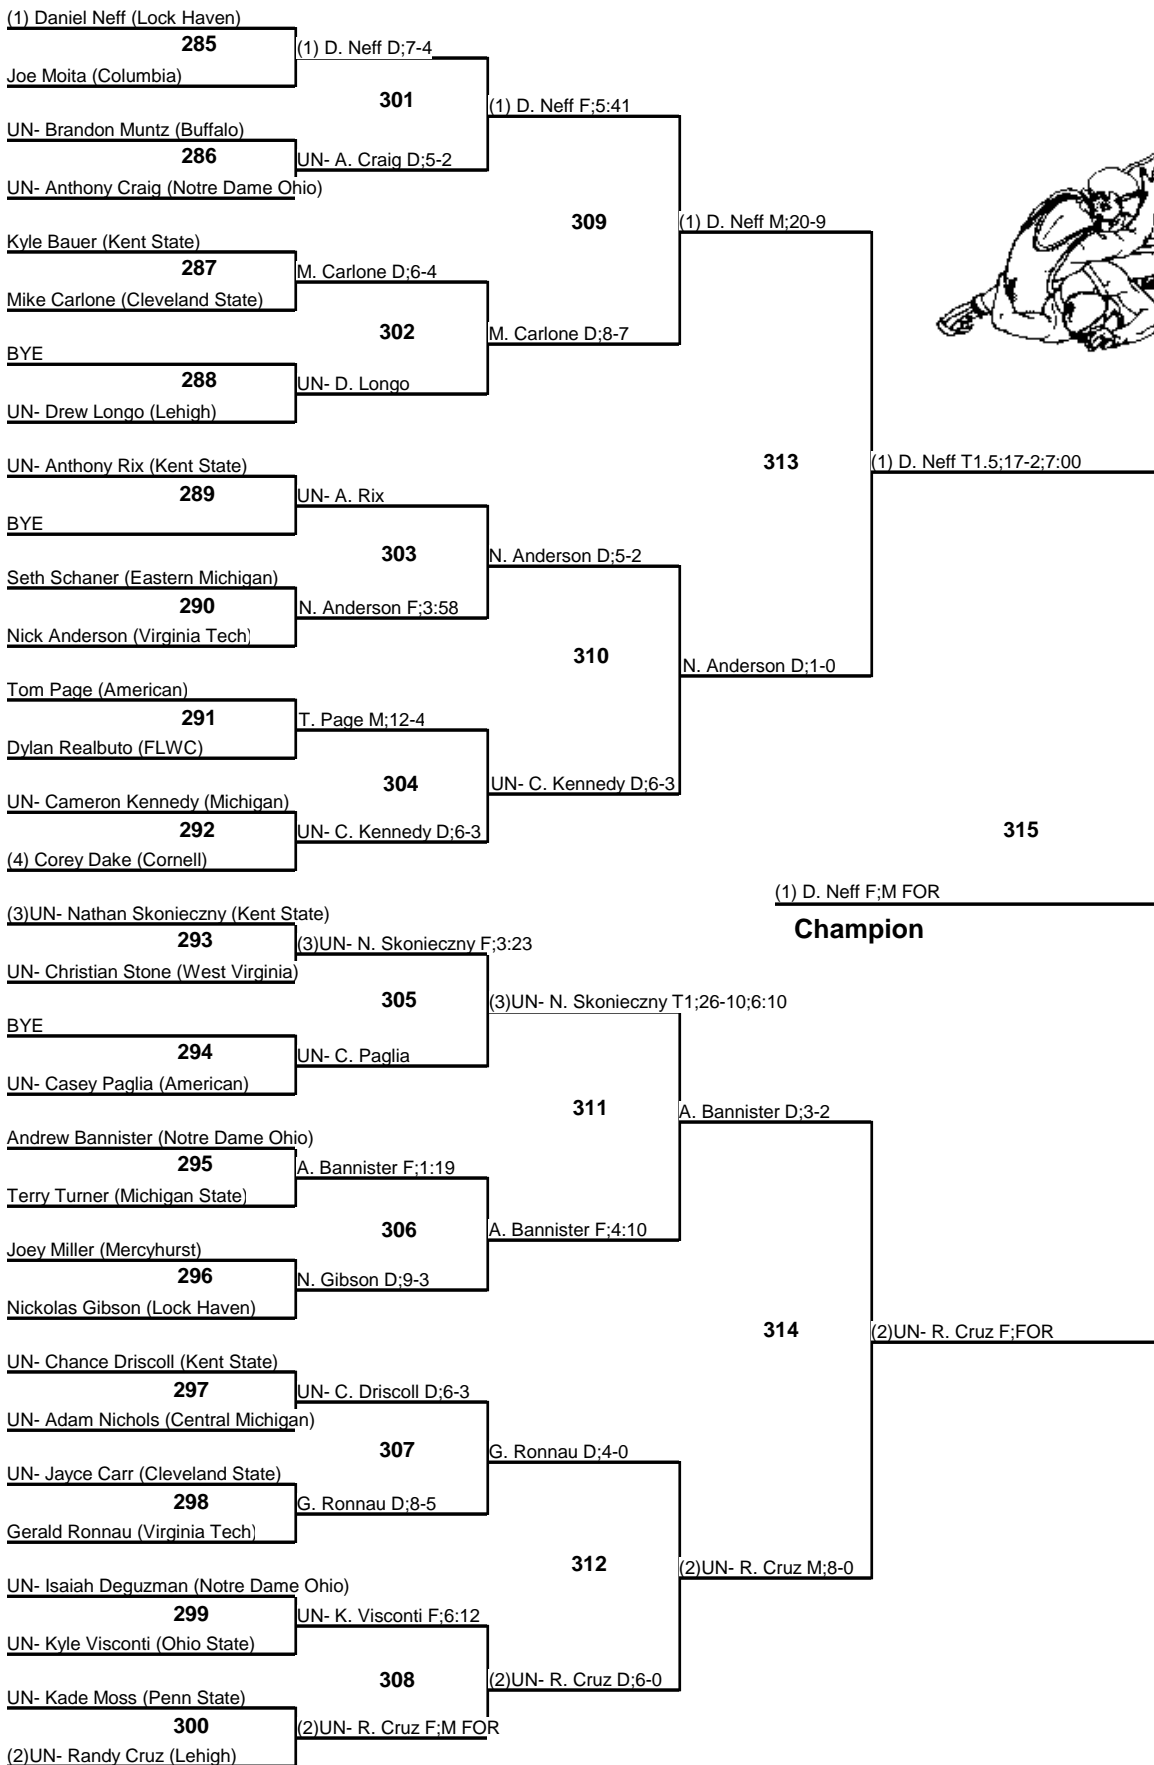 (1) Daniel Neff (Lock Haven)
285
(1) D. Neff D;7-4
Joe Moita (Columbia)
301
(1) D. Neff F;5:41
UN- Brandon Muntz (Buffalo)
286
UN- A. Craig D;5-2
UN- Anthony Craig (Notre Dame Ohio)
309
(1) D. Neff M;20-9
Kyle Bauer (Kent State)
287
M. Carlone D;6-4
Mike Carlone (Cleveland State)
302
M. Carlone D;8-7
BYE
288
UN- D. Longo
UN- Drew Longo (Lehigh)
313
(1) D. Neff T1.5;17-2;7:00
UN- Anthony Rix (Kent State)
289
UN- A. Rix
BYE
303
N. Anderson D;5-2
Seth Schaner (Eastern Michigan)
290
N. Anderson F;3:58
Nick Anderson (Virginia Tech)
310
N. Anderson D;1-0
Tom Page (American)
291
T. Page M;12-4
Dylan Realbuto (FLWC)
304
UN- C. Kennedy D;6-3
UN- Cameron Kennedy (Michigan)
292
UN- C. Kennedy D;6-3
(4) Corey Dake (Cornell)
315
(1) D. Neff F;M FOR
Champion
(3)UN- Nathan Skonieczny (Kent State)
293
(3)UN- N. Skonieczny F;3:23
UN- Christian Stone (West Virginia)
305
(3)UN- N. Skonieczny T1;26-10;6:10
BYE
294
UN- C. Paglia
UN- Casey Paglia (American)
311
A. Bannister D;3-2
Andrew Bannister (Notre Dame Ohio)
295
A. Bannister F;1:19
Terry Turner (Michigan State)
306
A. Bannister F;4:10
Joey Miller (Mercyhurst)
296
N. Gibson D;9-3
Nickolas Gibson (Lock Haven)
314
(2)UN- R. Cruz F;FOR
UN- Chance Driscoll (Kent State)
297
UN- C. Driscoll D;6-3
UN- Adam Nichols (Central Michigan)
307
G. Ronnau D;4-0
UN- Jayce Carr (Cleveland State)
298
G. Ronnau D;8-5
Gerald Ronnau (Virginia Tech)
312
(2)UN- R. Cruz M;8-0
UN- Isaiah Deguzman (Notre Dame Ohio)
299
UN- K. Visconti F;6:12
UN- Kyle Visconti (Ohio State)
308
(2)UN- R. Cruz D;6-0
UN- Kade Moss (Penn State)
300
(2)UN- R. Cruz F;M FOR
(2)UN- Randy Cruz (Lehigh)